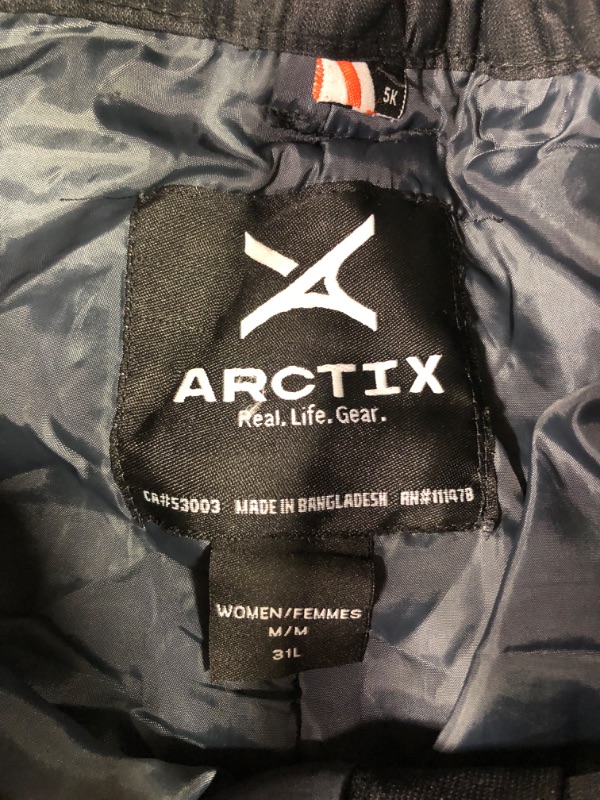 5K
ARCTIX
Real. Life. Gear.
CA#53003 MADE IN BANGLADESH RN#111478
WOMEN/FEMMES
M/M
31L